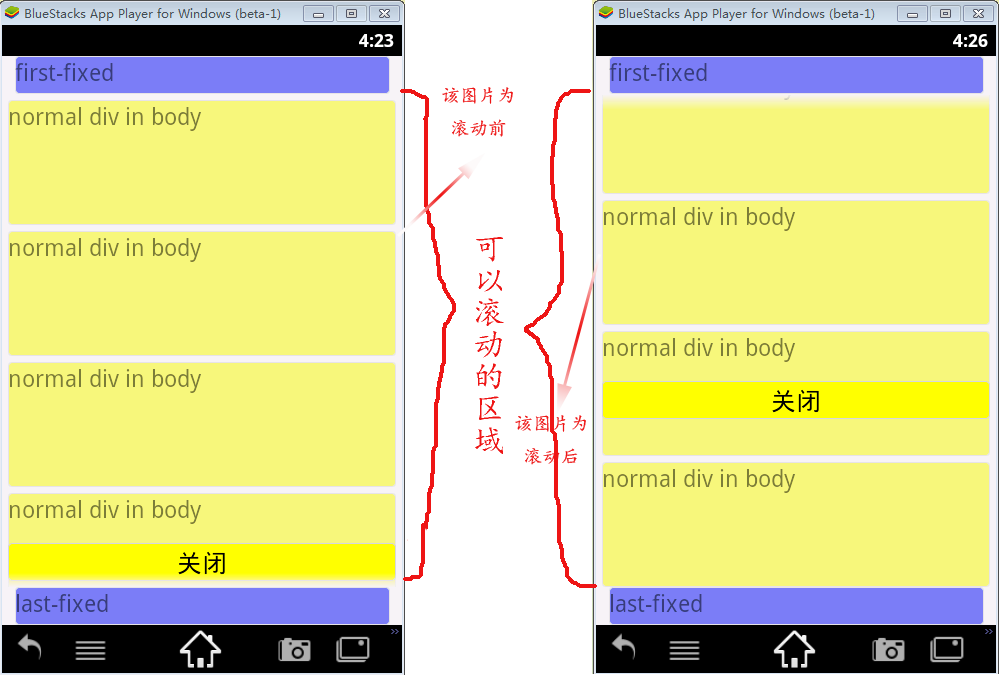 BlueStacks App Player for Windows (beta-1)
4:23
first-fixed
normal div in body
normal div in body
normal div in body
normal div in body
关闭
last-fixed
该图片为
滚动前
可以滚动的区域
该图片为
滚动后
BlueStacks App Player for Windows (beta-1)
4:26
first-fixed
normal div in body
normal div in body
关闭
normal div in body
last-fixed